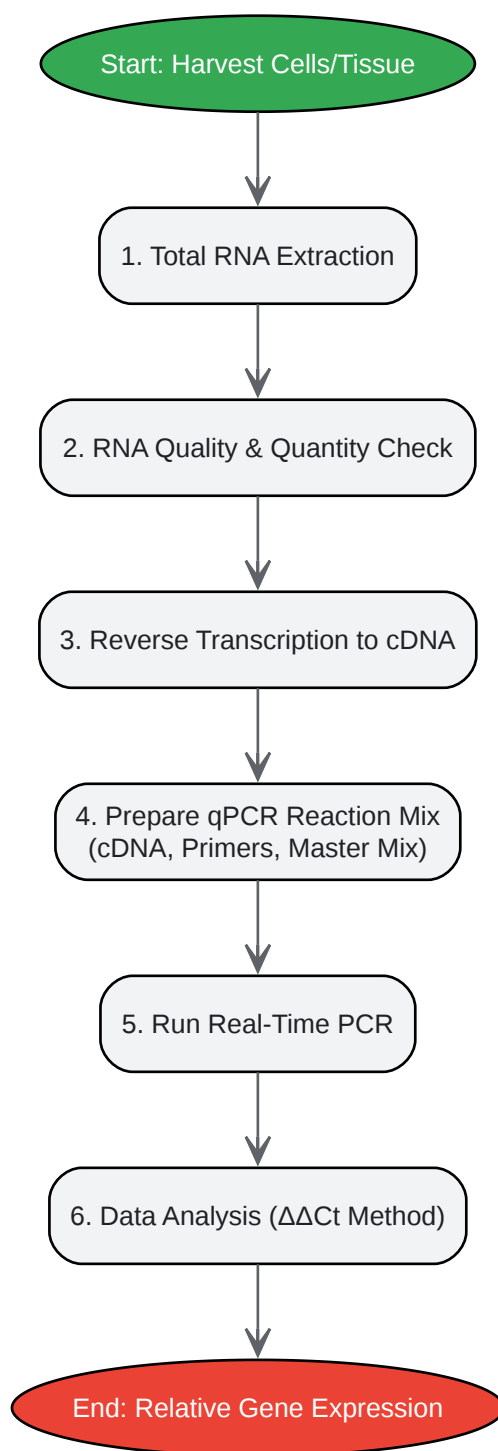 Start: Harvest Cells/Tissue
1. Total RNA Extraction
2. RNA Quality & Quantity Check
3. Reverse Transcription to cDNA
4. Prepare qPCR Reaction Mix
(cDNA, Primers, Master Mix)
5. Run Real-Time PCR
6. Data Analysis (ΔΔCt Method)
End: Relative Gene Expression